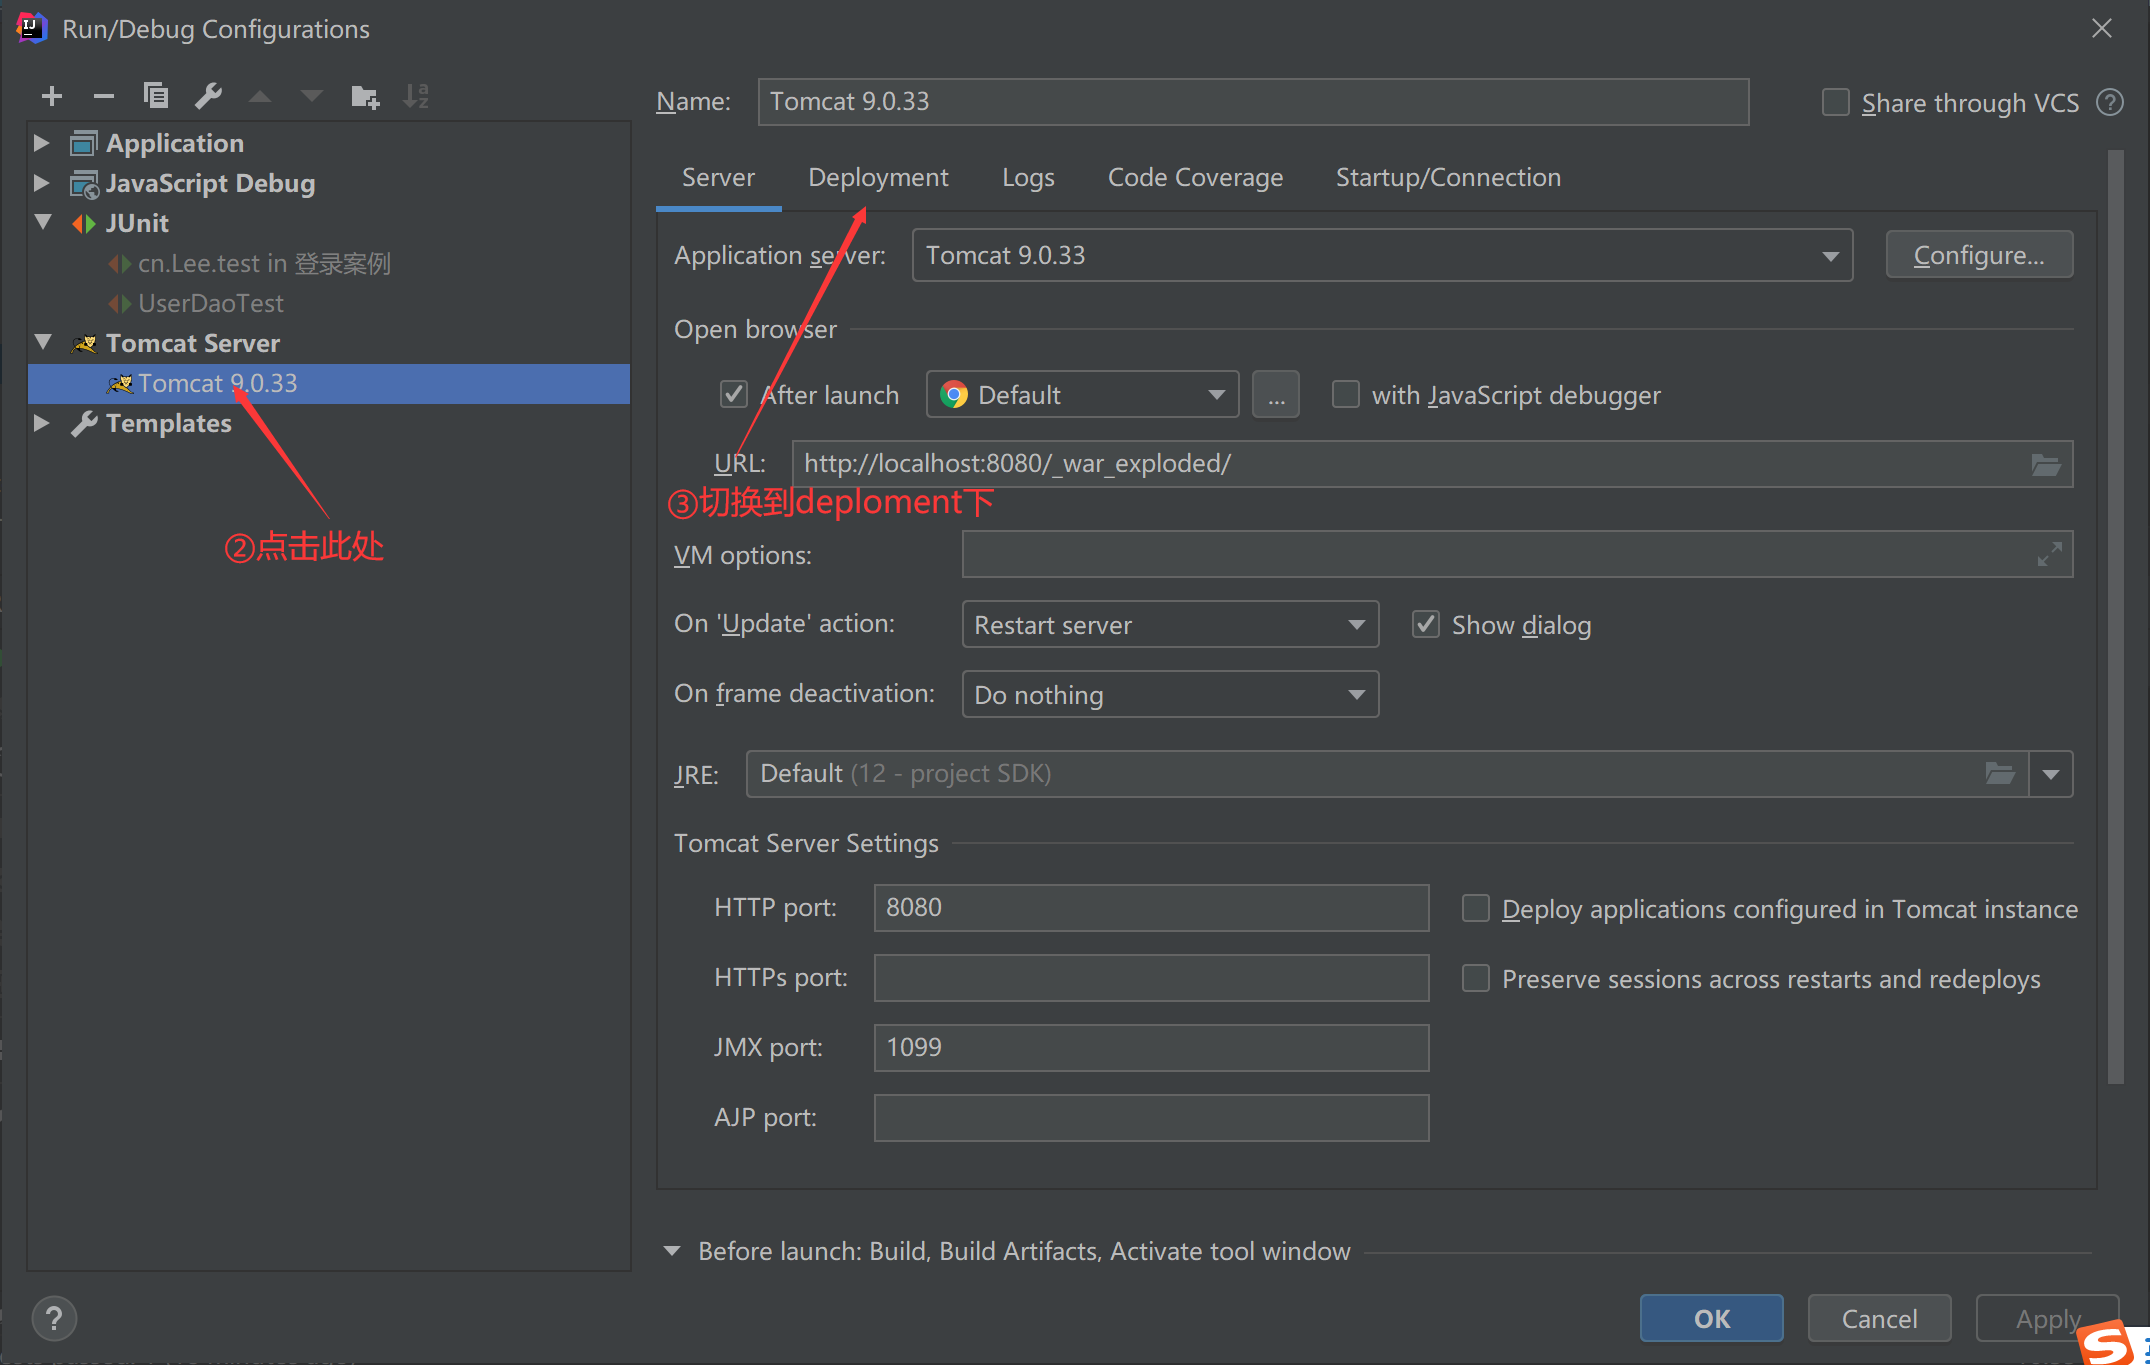 Run/Debug Configurations
Name: Tomcat 9.0.33
Share through VCS ?
Application
JavaScript Debug
JUnit
cn.Lee.test in 登录案例
UserDaoTest
Tomcat Server
Tomcat 9.0.33
Templates
②点击此处
Server Deployment Logs Code Coverage Startup/Connection
Application server: Tomcat 9.0.33 Configure...
Open browser
After launch Default ... with JavaScript debugger
URL: http://localhost:8080/_war_exploded/
③切换到deploment下
VM options:
On 'Update' action: Restart server Show dialog
On frame deactivation: Do nothing
JRE: Default (12 - project SDK)
Tomcat Server Settings
HTTP port: 8080 Deploy applications configured in Tomcat instance
HTTPs port: Preserve sessions across restarts and redeploys
JMX port: 1099
AJP port:
Before launch: Build, Build Artifacts, Activate tool window
? OK Cancel Apply